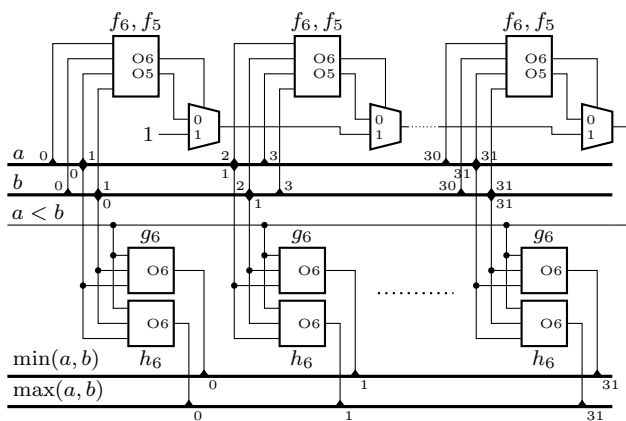 f₆, f₅ f₆, f₅ f₆, f₅
O6 O6 O6
O5 O5 O5
0 0 0
1 1 1 1
a 0 1 2 3 30 31
0 1 31
b 0 1 2 3 30 31
0 1 31
a < b
g₆ g₆ g₆
O6 O6 O6
O6 O6 O6
h₆ h₆ h₆
min(a, b)
0 1 31
max(a, b)
0 1 31